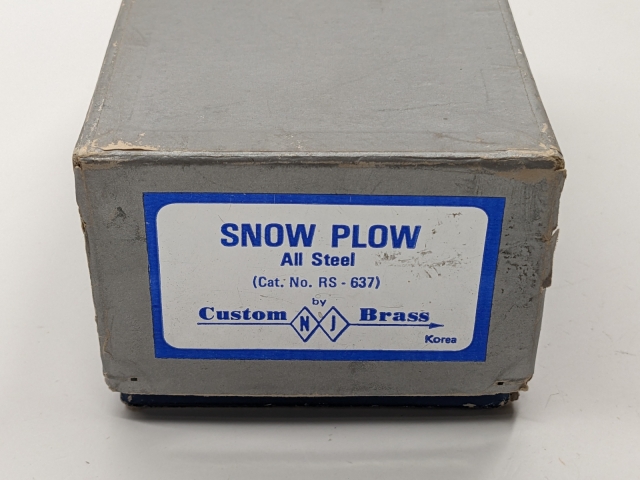 SNOW PLOW
All Steel
(Cat. No. RS - 637)
by
Custom NJ Brass
Korea